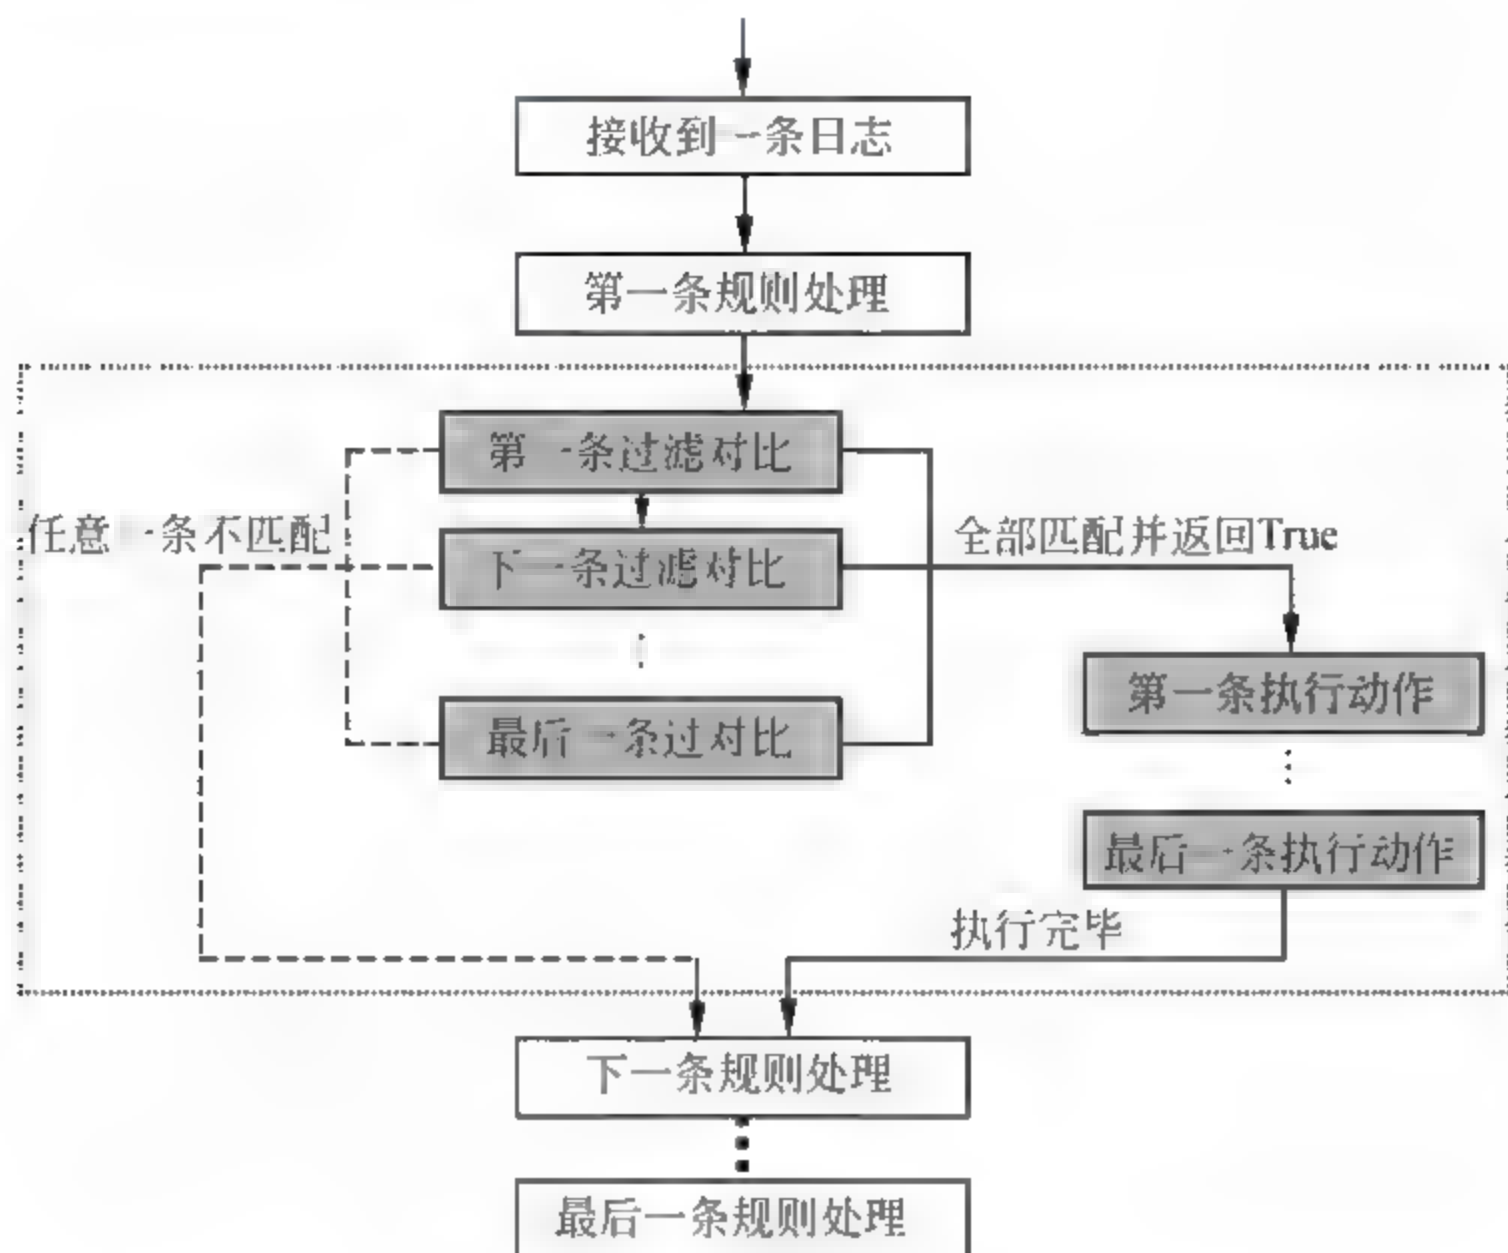 接收到一条日志
第一条规则处理
第一条过滤对比
任意一条不匹配
全部匹配并返回True
下一条过滤对比
第一条执行动作
最后一条过对比
最后一条执行动作
执行完毕
下一条规则处理
最后一条规则处理